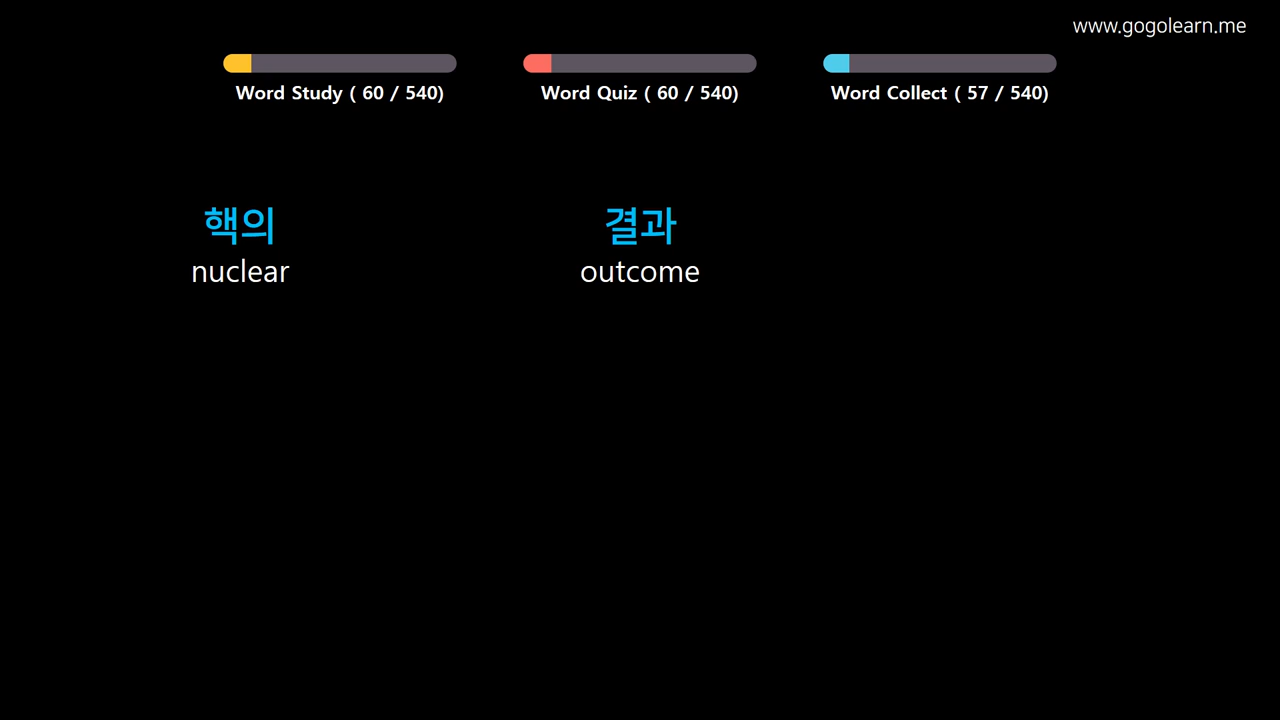 www.gogolearn.me
Word Study ( 60 / 540)
Word Quiz ( 60 / 540)
Word Collect ( 57 / 540)
핵의
nuclear
결과
outcome